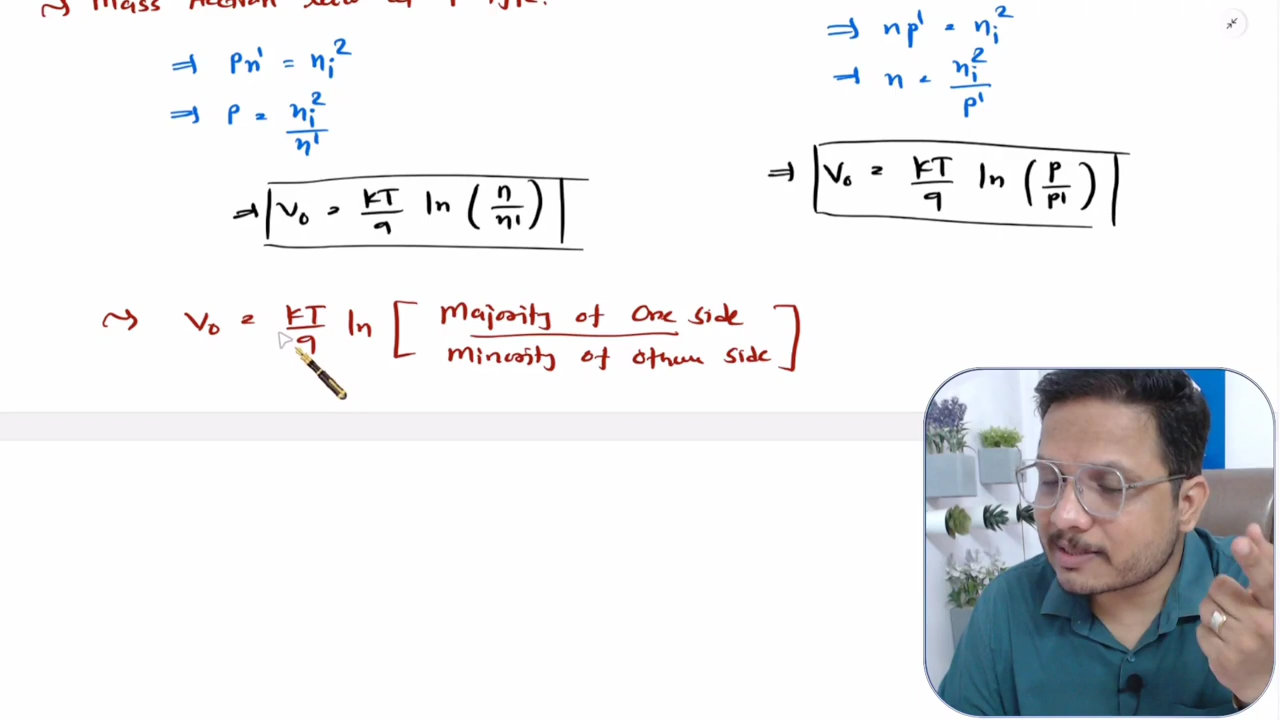 ⇒ Pn' = nᵢ²
⇒ P = nᵢ²/n'
⇒ V₀ = KT/q ln (n/n')
⇒ np' = nᵢ²
⇒ n = nᵢ²/p'
⇒ V₀ = KT/q ln (P/P')
~> V₀ = KT/q ln [Majority of One side / Minority of other side]